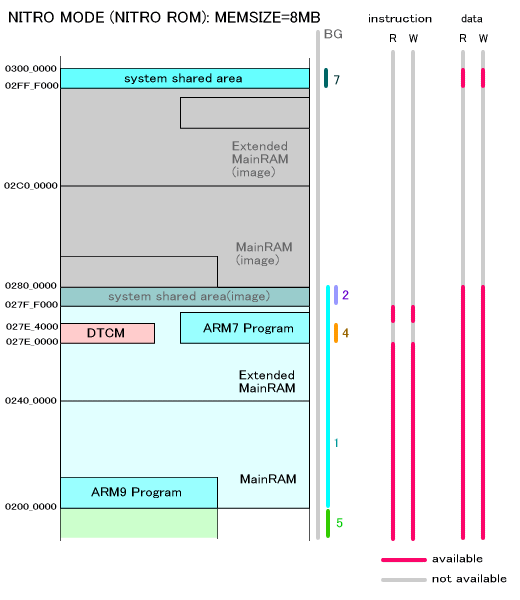 NITRO MODE (NITRO ROM): MEMSIZE=8MB
instruction
data
BG
R
W
R
W
0300_0000
system shared area
7
02FF_F000
Extended
MainRAM
(image)
02C0_0000
MainRAM
(image)
0280_0000
system shared area(image)
2
027F_F000
027E_4000
DTCM
ARM7 Program
4
027E_0000
Extended
MainRAM
0240_0000
1
MainRAM
ARM9 Program
0200_0000
5
available
not available